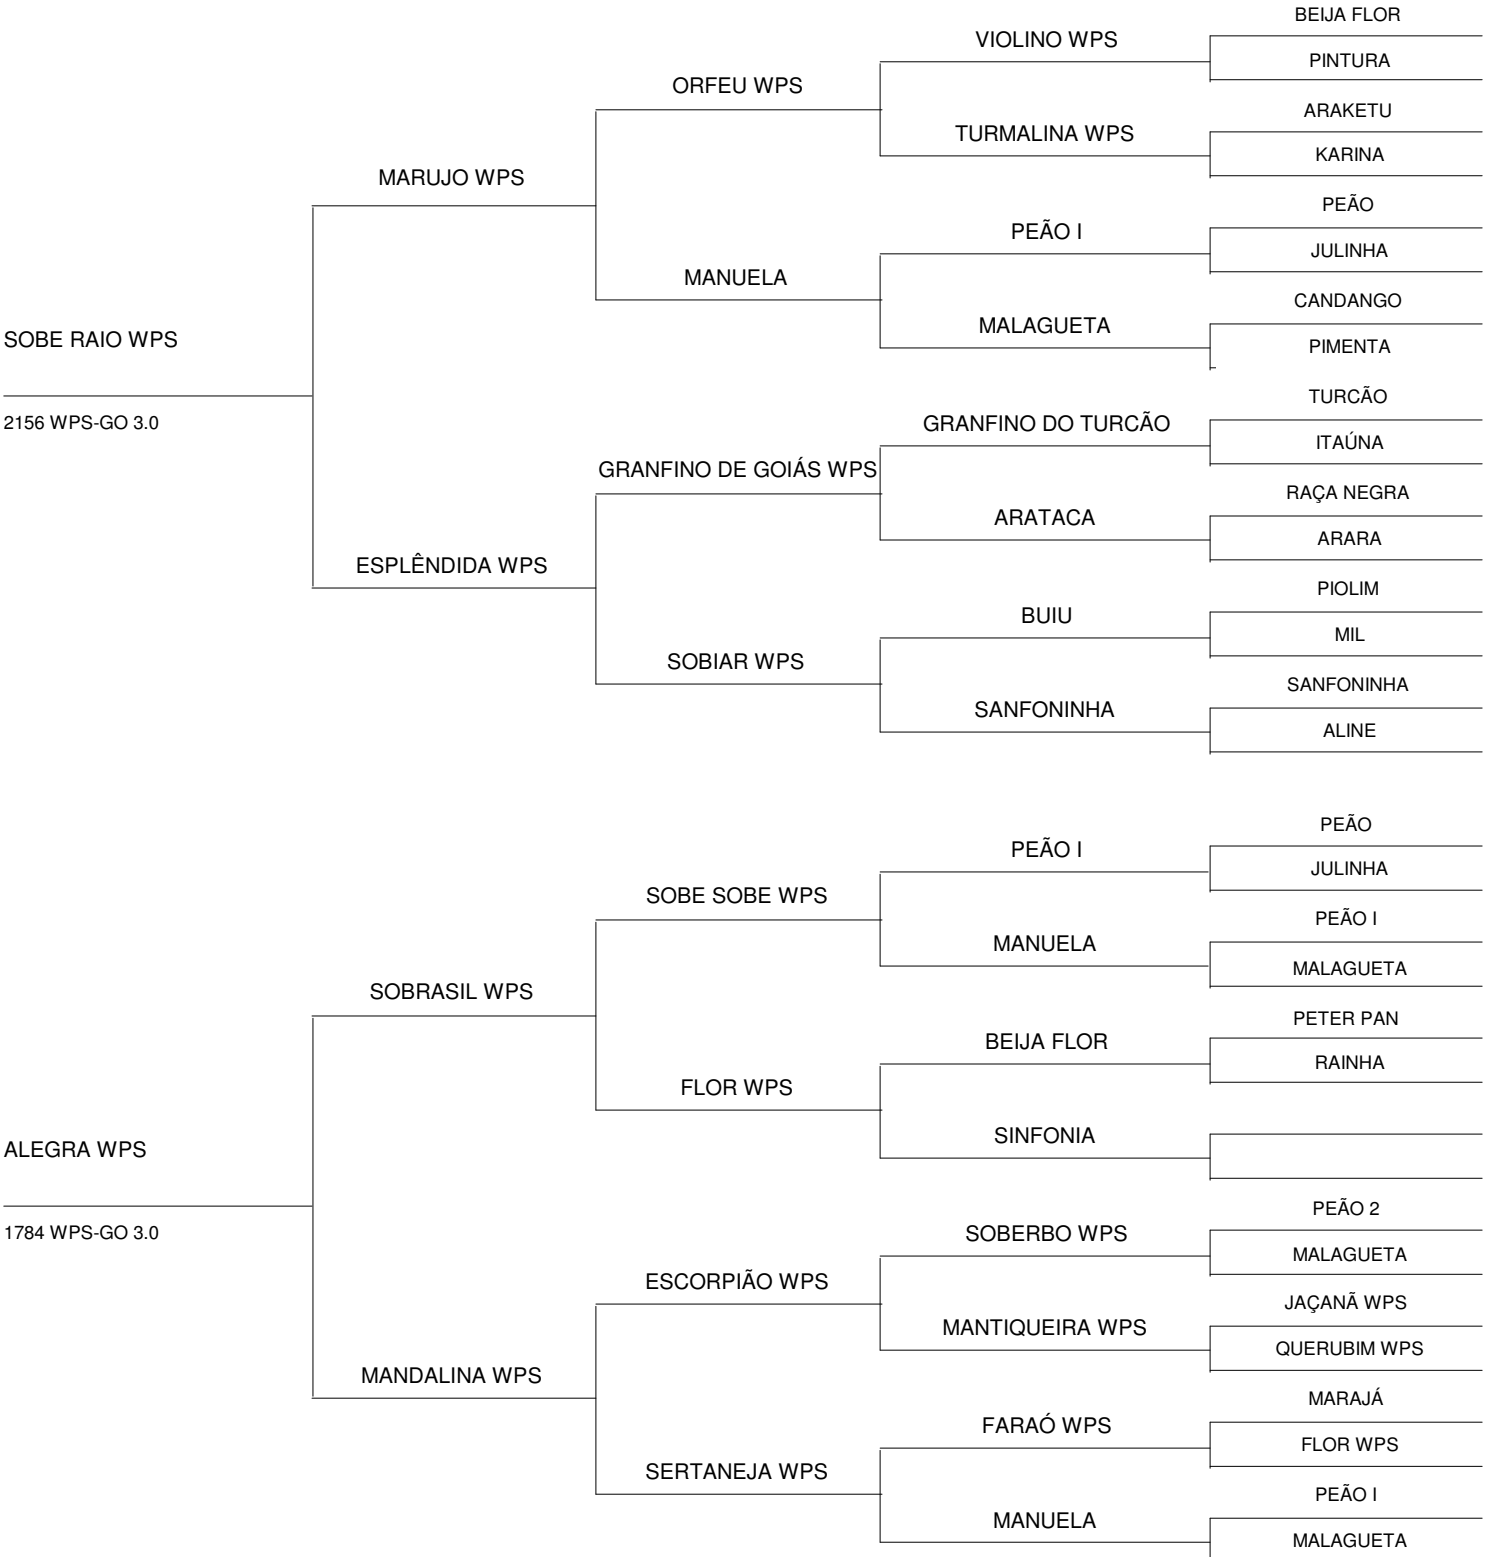 BEIJA FLOR
VIOLINO WPS
PINTURA
ORFEU WPS
ARAKETU
TURMALINA WPS
KARINA
MARUJO WPS
PEÃO
PEÃO I
JULINHA
MANUELA
CANDANGO
MALAGUETA
PIMENTA
SOBE RAIO WPS
2156 WPS-GO 3.0
TURCÃO
GRANFINO DO TURCÃO
ITAÚNA
GRANFINO DE GOIÁS WPS
RAÇA NEGRA
ARATACA
ARARA
ESPLÊNDIDA WPS
PIOLIM
BUIU
MIL
SOBIAR WPS
SANFONINHA
SANFONINHA
ALINE
PEÃO
PEÃO I
JULINHA
SOBE SOBE WPS
PEÃO I
MANUELA
MALAGUETA
SOBRASIL WPS
PETER PAN
BEIJA FLOR
RAINHA
FLOR WPS
SINFONIA
ALEGRA WPS
1784 WPS-GO 3.0
PEÃO 2
SOBERBO WPS
MALAGUETA
ESCORPIÃO WPS
JAÇANÃ WPS
MANTIQUEIRA WPS
QUERUBIM WPS
MANDALINA WPS
MARAJÁ
FARAÓ WPS
FLOR WPS
SERTANEJA WPS
PEÃO I
MANUELA
MALAGUETA